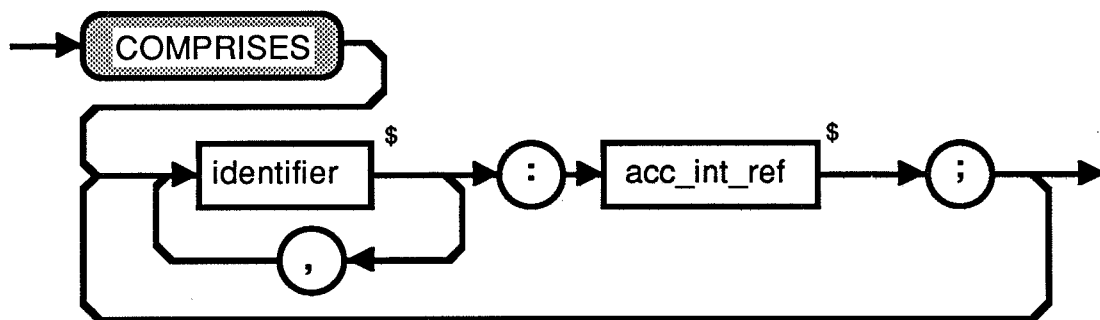 COMPRISES
identifier $ : acc_int_ref $ ;
,